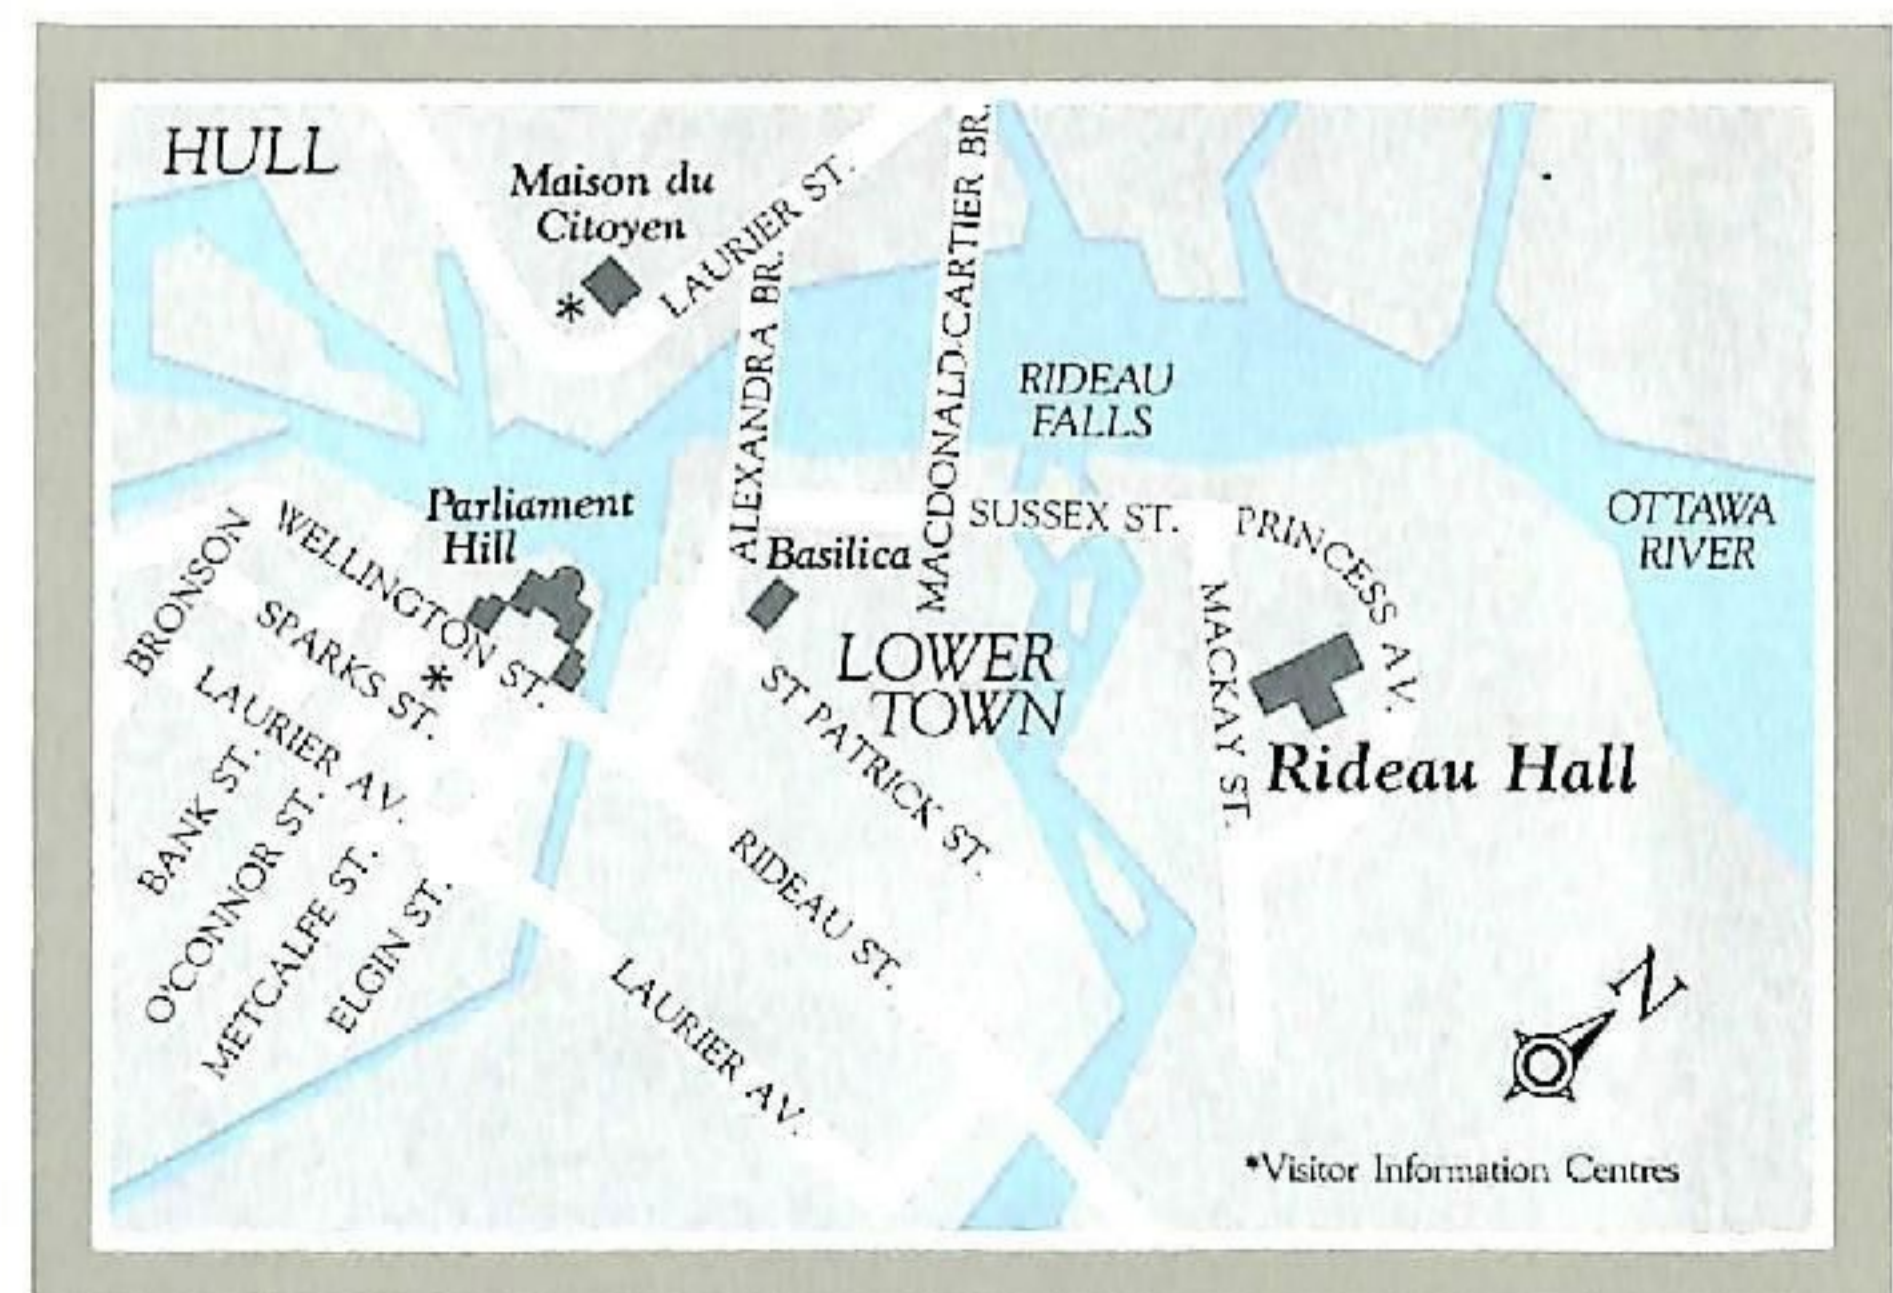 HULL
Maison du
Citoyen
*
LAURIER ST.
ALEXANDRA BR.
MACDONALD-CARTIER BR.
RIDEAU
FALLS
OTTAWA
RIVER
Parliament
Hill
Basilica
SUSSEX ST.
PRINCESS AV.
MACKAY ST.
BRONSON
WELLINGTON ST.
SPARKS ST.
*
LAURIER AV.
BANK ST.
O'CONNOR ST.
METCALFE ST.
ELGIN ST.
LOWER
TOWN
ST PATRICK ST.
RIDEAU ST.
LAURIER AV.
Rideau Hall
N
*Visitor Information Centres